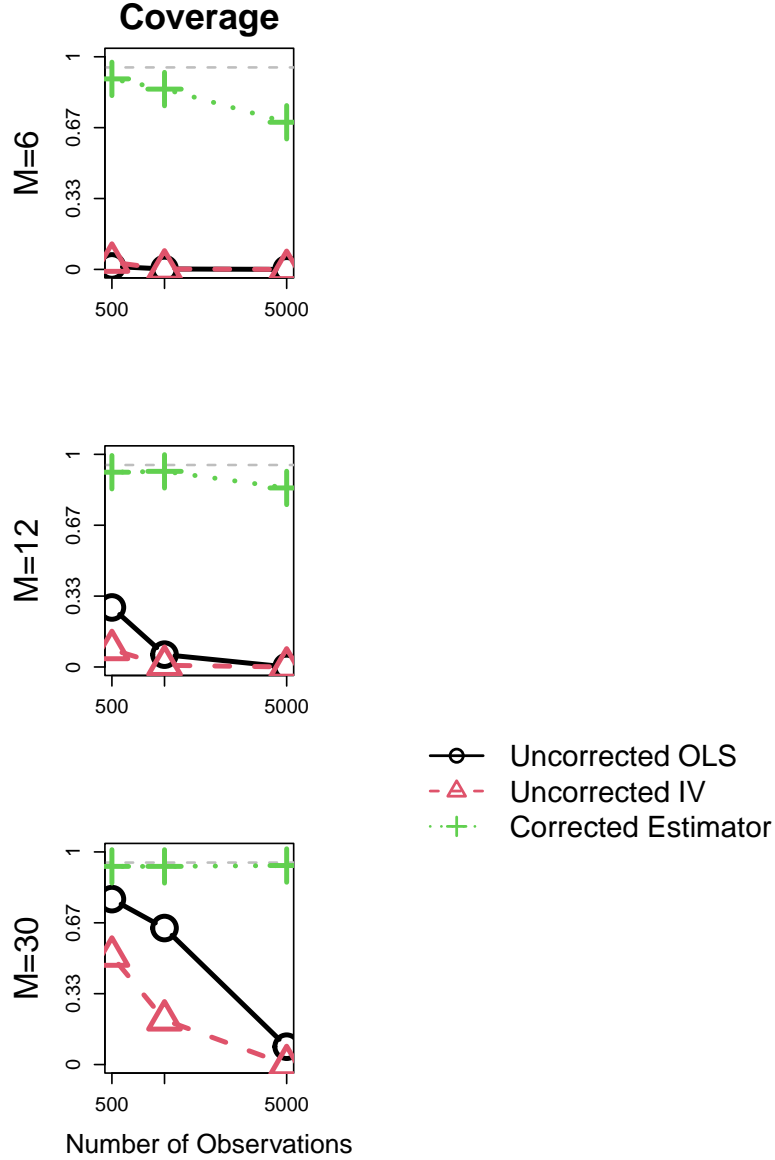 Coverage
M=6
1
0.67
0.33
0
500
5000
M=12
1
0.67
0.33
0
500
5000
Uncorrected OLS
Uncorrected IV
Corrected Estimator
M=30
1
0.67
0.33
0
500
5000
Number of Observations